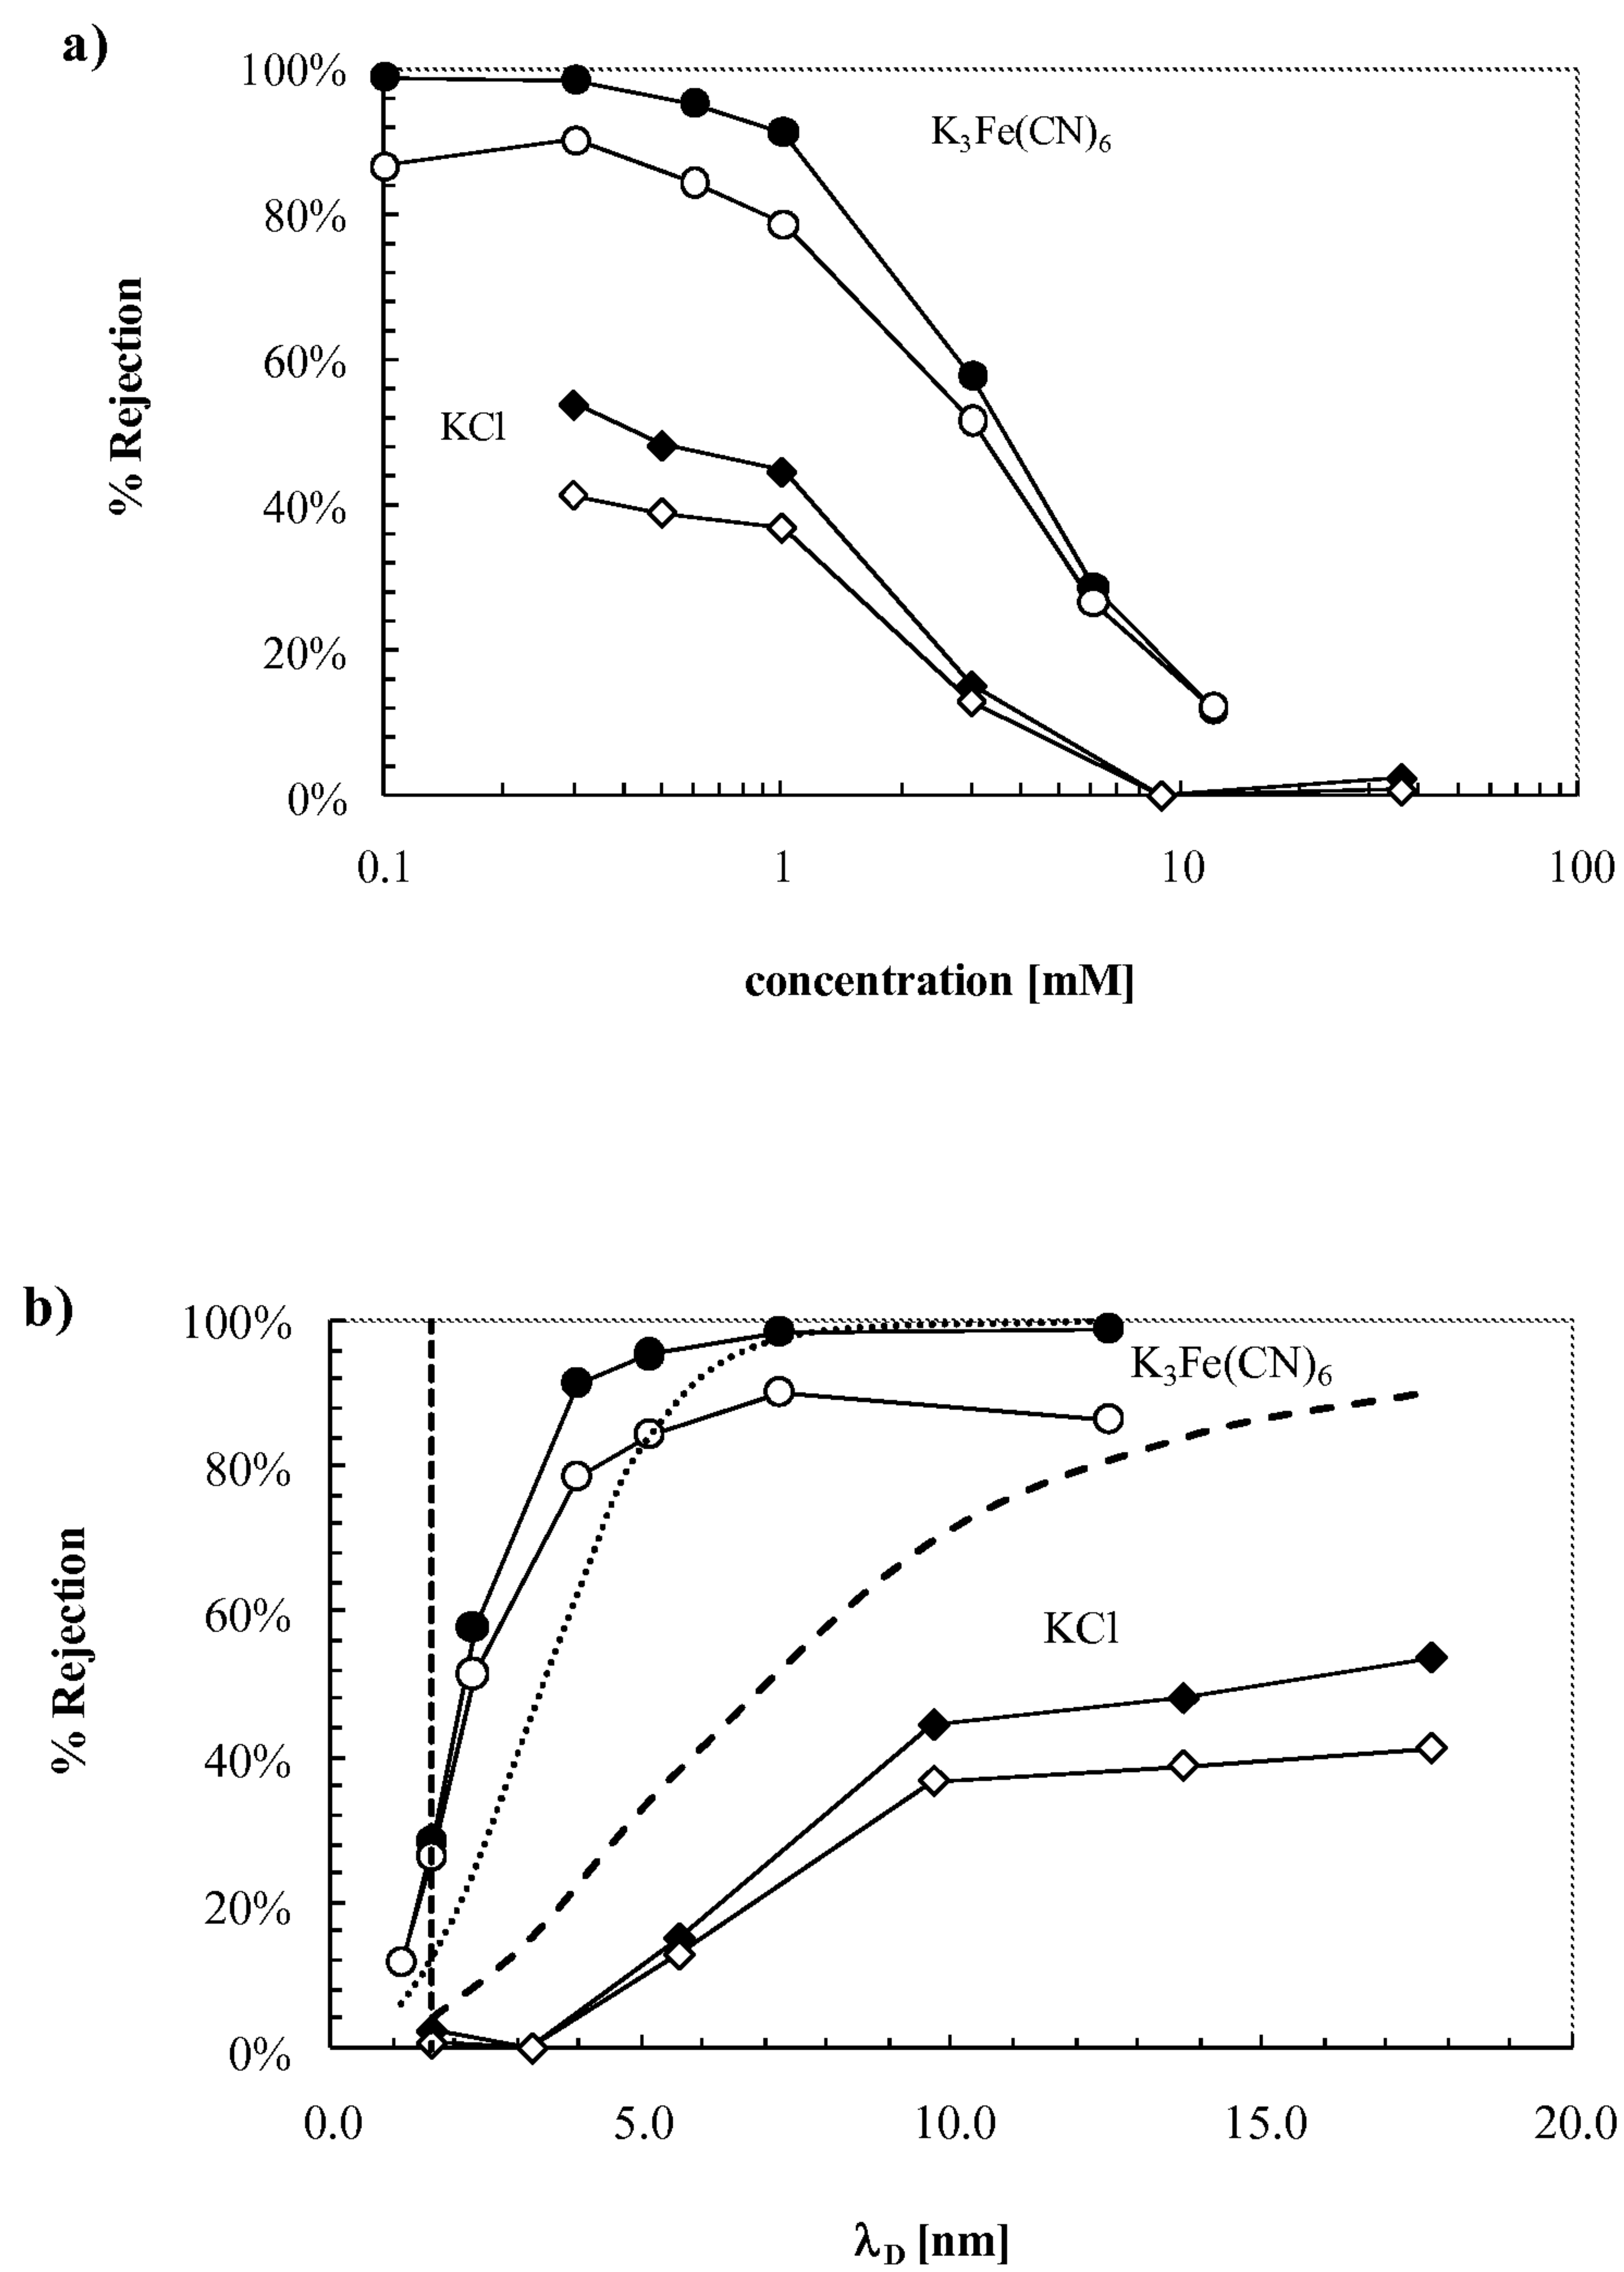 a)
100%
K₃Fe(CN)₆
80%
60%
KCl
40%
20%
0%
% Rejection
0.1 1 10 100
concentration [mM]
b)
100%
K₃Fe(CN)₆
80%
60%
KCl
40%
20%
0%
% Rejection
0.0 5.0 10.0 15.0 20.0
λD [nm]